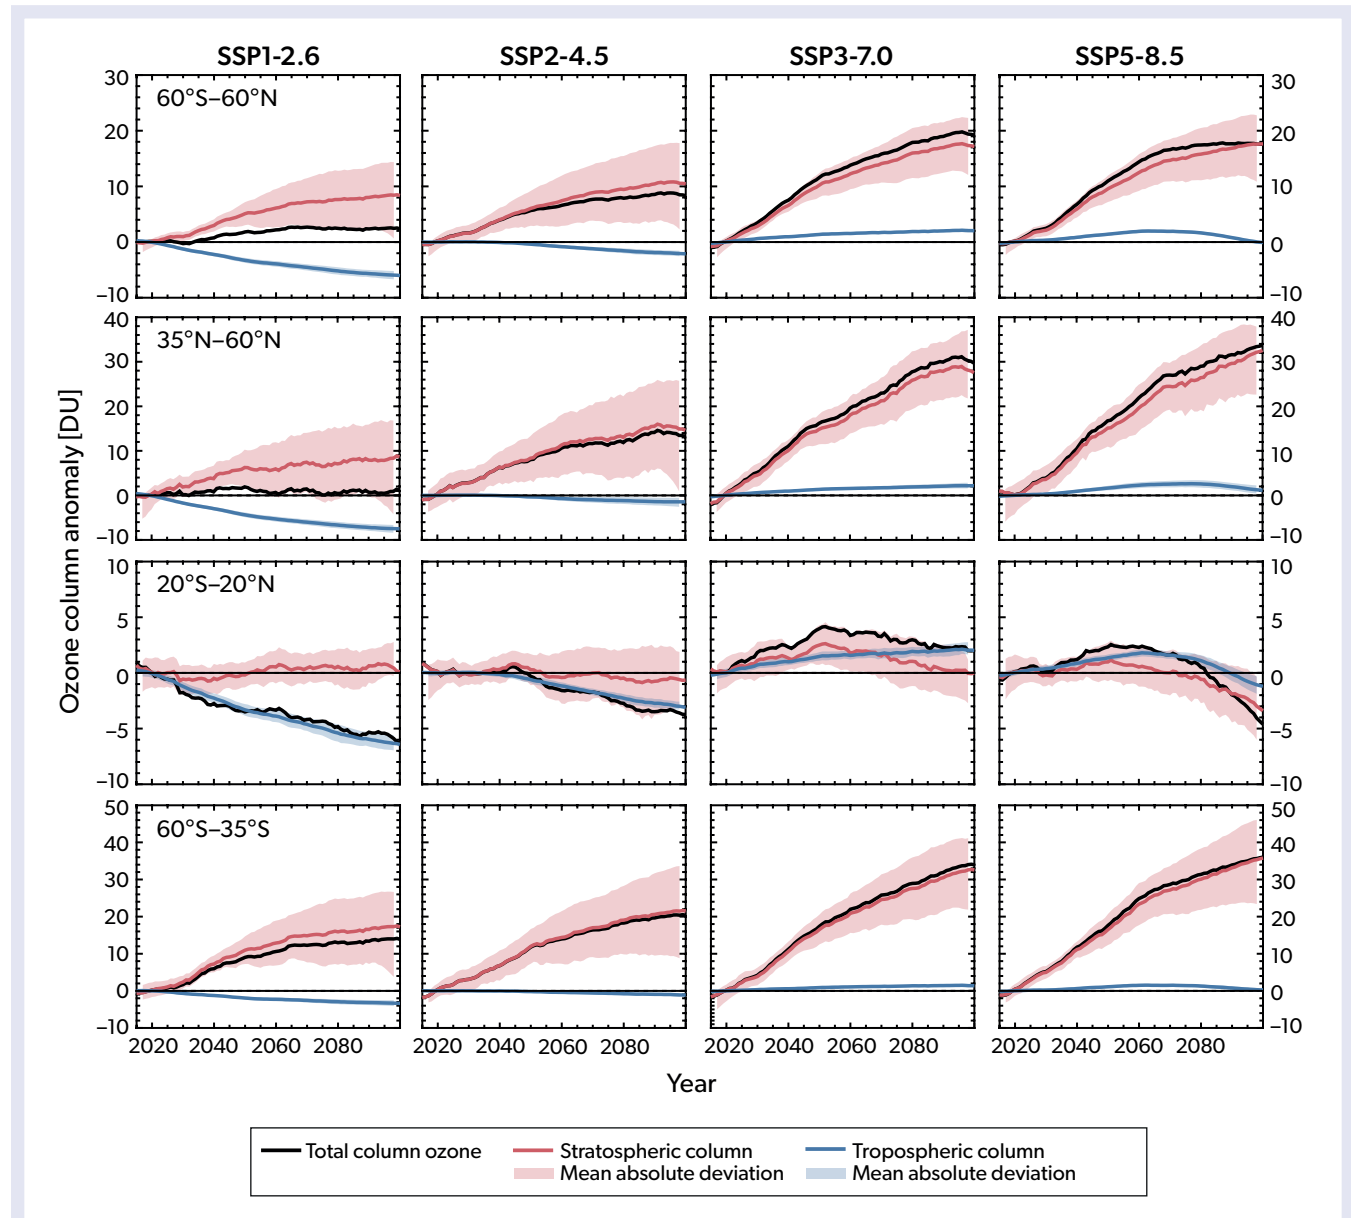 SSP1-2.6 SSP2-4.5 SSP3-7.0 SSP5-8.5
60°S–60°N
30 20 10 0 –10
30 20 10 0 –10
35°N–60°N
40 30 20 10 0 –10
40 30 20 10 0 –10
20°S–20°N
10 5 0 –5 –10
10 5 0 –5 –10
60°S–35°S
50 40 30 20 10 0 –10
50 40 30 20 10 0 –10
Ozone column anomaly [DU]
2020 2040 2060 2080 2020 2040 2060 2080 2020 2040 2060 2080 2020 2040 2060 2080
Year
Total column ozone Stratospheric column Tropospheric column
Mean absolute deviation Mean absolute deviation